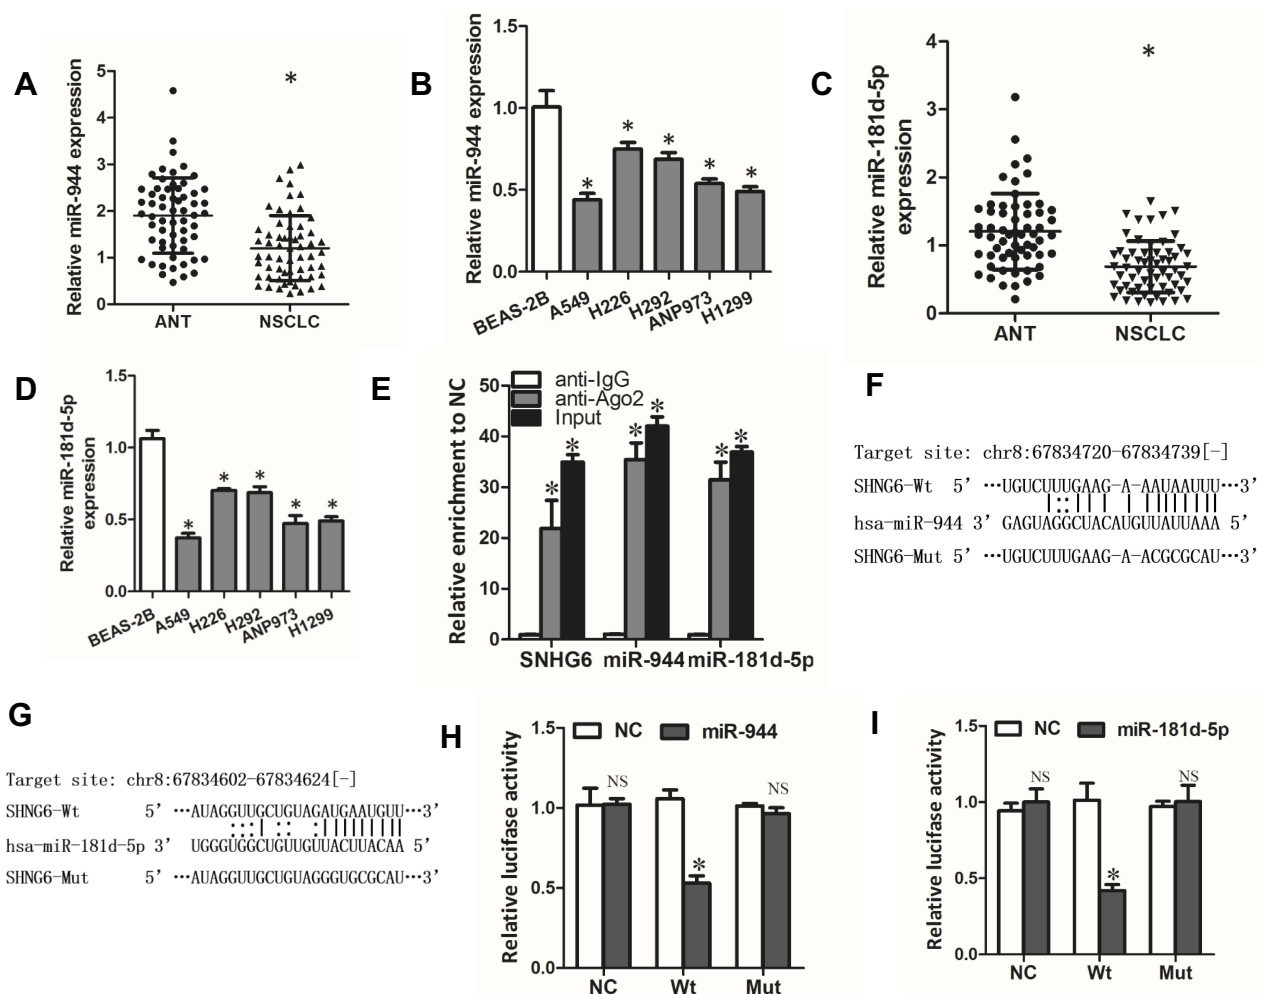 A
Relative miR-944 expression
5
4
3
2
1
0
*
ANT
NSCLC
B
Relative miR-944 expression
1.5
1.0
0.5
0.0
* * * * *
BEAS-2B
A549
H226
H292
ANP973
H1299
C
Relative miR-181d-5p
expression
4
3
2
1
0
*
ANT
NSCLC
D
Relative miR-181d-5p
expression
1.5
1.0
0.5
0.0
* * * * *
BEAS-2B
A549
H226
H292
ANP973
H1299
E
Relative enrichment to NC
50
40
30
20
10
0
anti-IgG
anti-Ago2
Input
* * * * * *
SNHG6 miR-944 miR-181d-5p
F
Target site: chr8:67834720-67834739[-]
SHNG6-Wt 5’ ···UGUCUUUGAAG-A-AAUAAUUU···3’
hsa-miR-944 3’ GAGUAGGCUACAUGUUAUUAAA 5’
SHNG6-Mut 5’ ···UGUCUUUGAAG-A-ACGCGCAU···3’
G
Target site: chr8:67834602-67834624[-]
SHNG6-Wt 5’ ···AUAGGUUGCUGUAGAUGAAUGUU···3’
hsa-miR-181d-5p 3’ UGGGUGGCUGUUGUUACUUACAA 5’
SHNG6-Mut 5’ ···AUAGGUUGCUGUAGGGUGCGCAU···3’
H
Relative lucifase activity
1.5
1.0
0.5
0.0
NC miR-944
NS
*
NS
NC Wt Mut
I
Relative lucifase activity
1.5
1.0
0.5
0.0
NC miR-181d-5p
NS
*
NS
NC Wt Mut